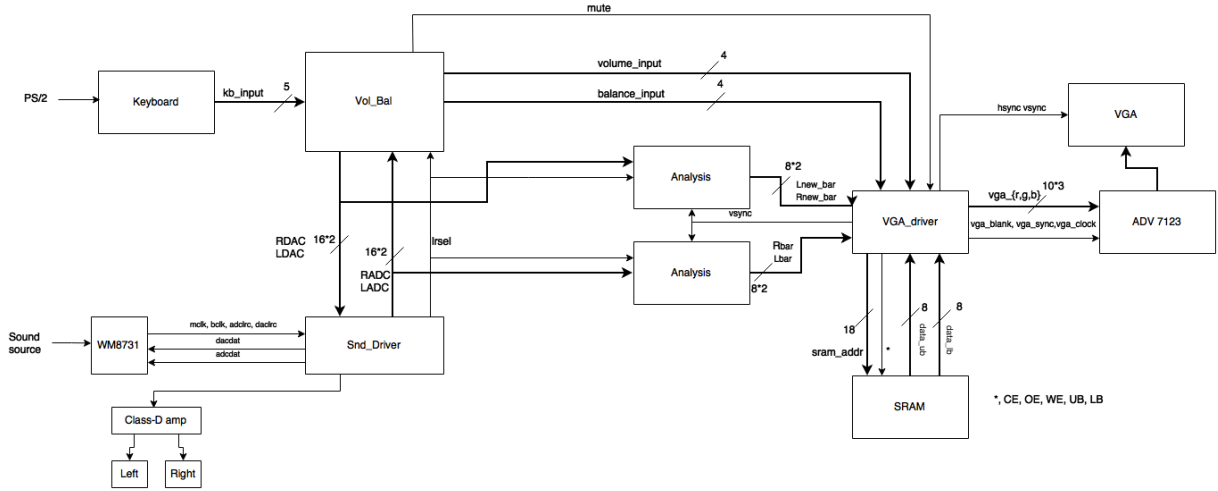 mute
volume_input
4
balance_input
4
PS/2
Keyboard
kb_input
5
Vol_Bal
hsync vsync
VGA
Analysis
8*2
Lnew_bar
Rnew_bar
vsync
VGA_driver
vga_{r,g,b}
10*3
vga_blank, vga_sync,vga_clock
ADV 7123
RDAC
LDAC
16*2
16*2
RADC
LADC
lrsel
Analysis
Rbar
Lbar
8*2
Sound
source
WM8731
mclk, bclk, adclrc, daclrc
dacdat
adcdat
Snd_Driver
18
sram_addr
*
8
data_ub
8
data_lb
SRAM
*, CE, OE, WE, UB, LB
Class-D amp
Left
Right